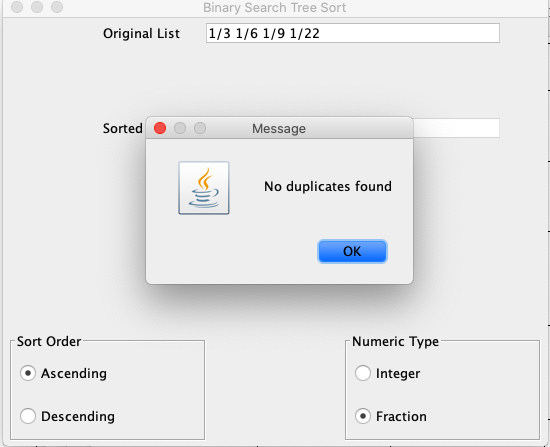 Binary Search Tree Sort
Original List 1/3 1/6 1/9 1/22
Sorted
Message
No duplicates found
OK
Sort Order
Numeric Type
Ascending
Integer
Descending
Fraction